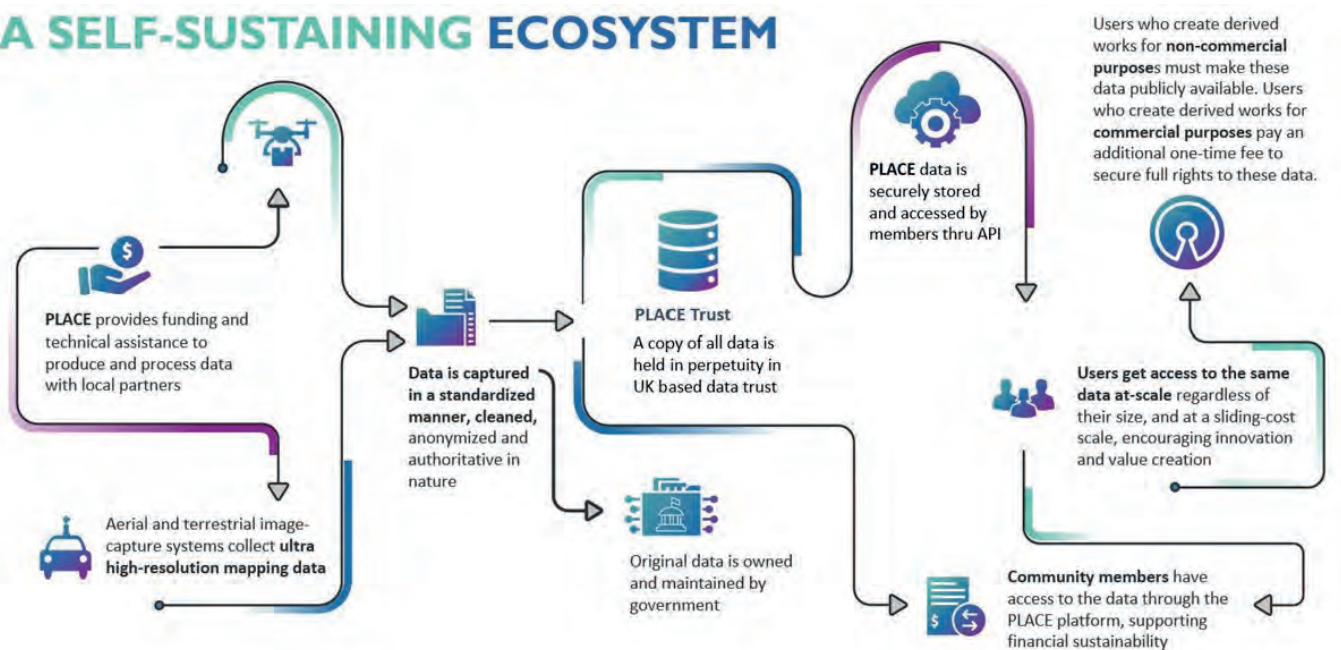 A SELF-SUSTAINING ECOSYSTEM
PLACE provides funding and
technical assistance to
produce and process data
with local partners
Aerial and terrestrial image-
capture systems collect ultra
high-resolution mapping data
Data is captured
in a standardized
manner, cleaned,
anonymized and
authoritative in
nature
PLACE Trust
A copy of all data is
held in perpetuity in
UK based data trust
Original data is owned
and maintained by
government
PLACE data is
securely stored
and accessed by
members thru API
Users who create derived
works for non-commercial
purposes must make these
data publicly available. Users
who create derived works for
commercial purposes pay an
additional one-time fee to
secure full rights to these data.
Users get access to the same
data at-scale regardless of
their size, and at a sliding-cost
scale, encouraging innovation
and value creation
Community members have
access to the data through the
PLACE platform, supporting
financial sustainability
$
$